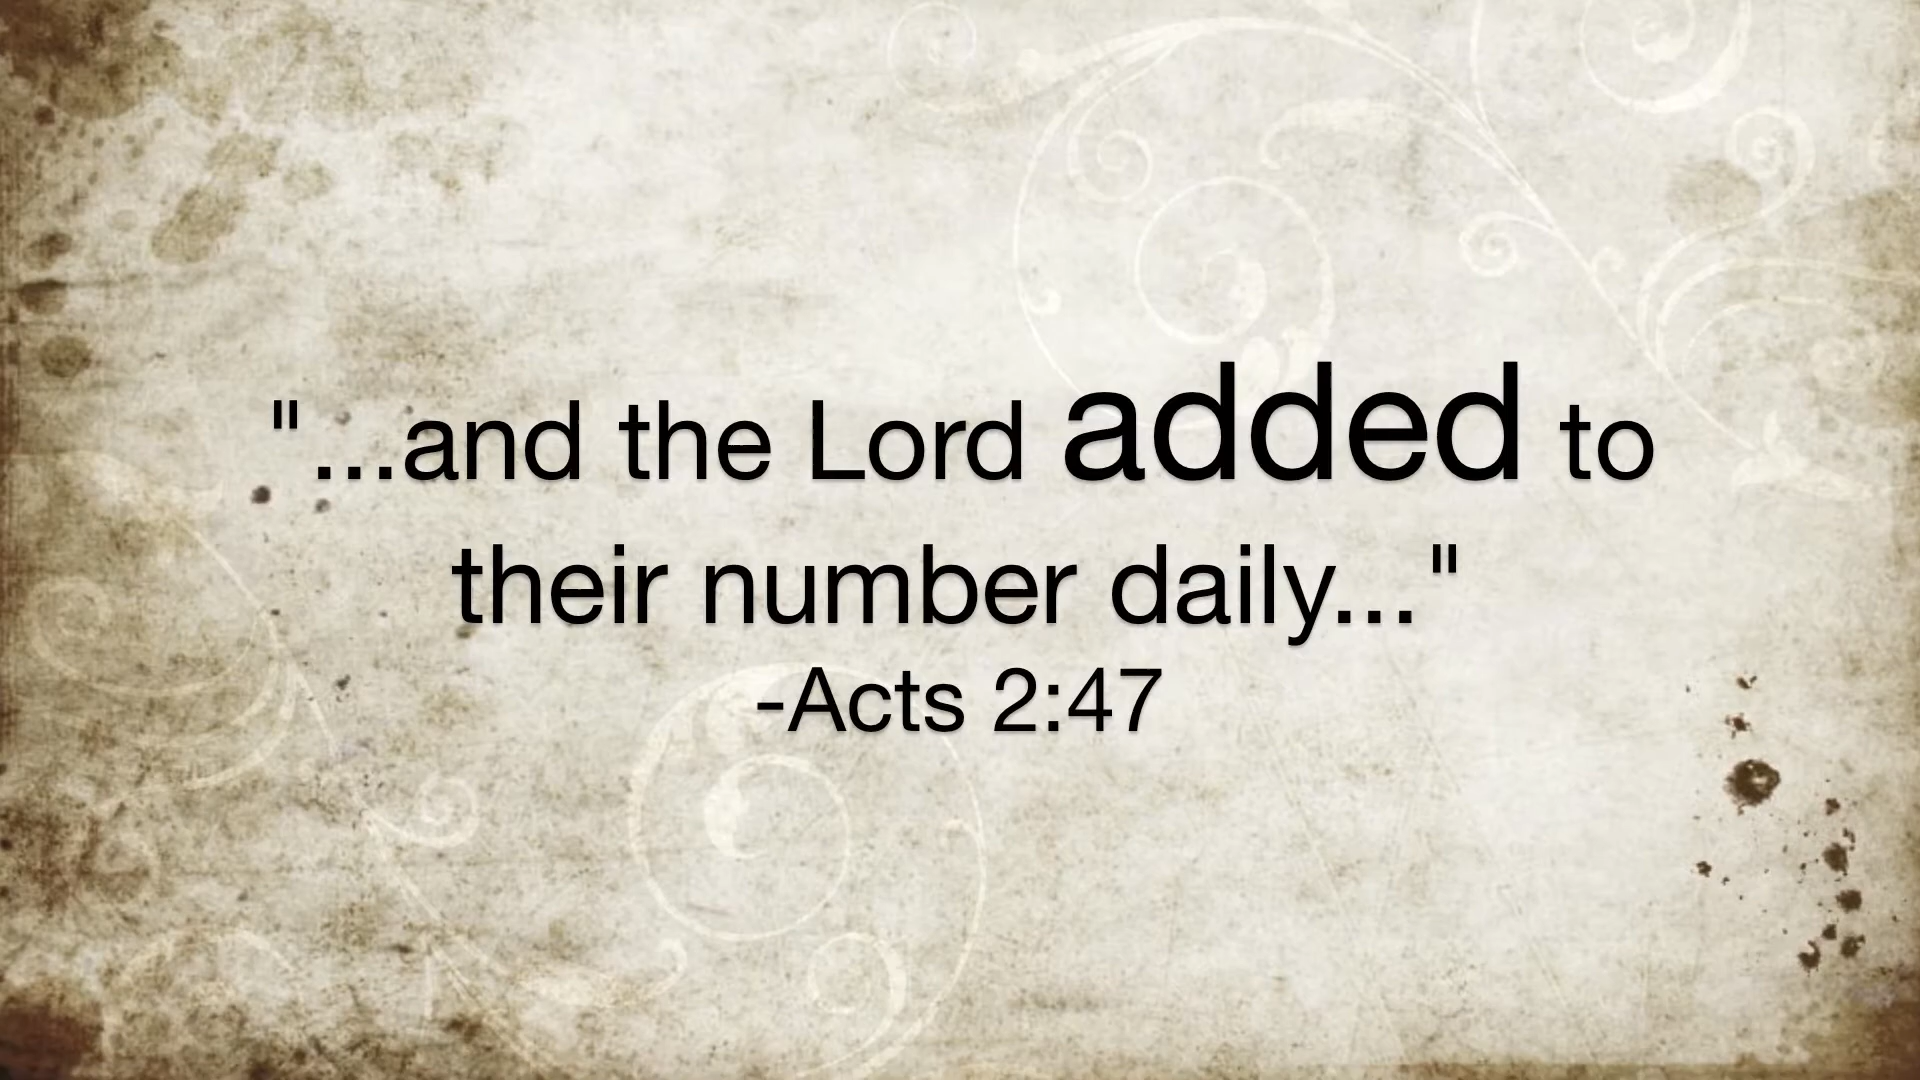 "...and the Lord added to
their number daily..."
-Acts 2:47